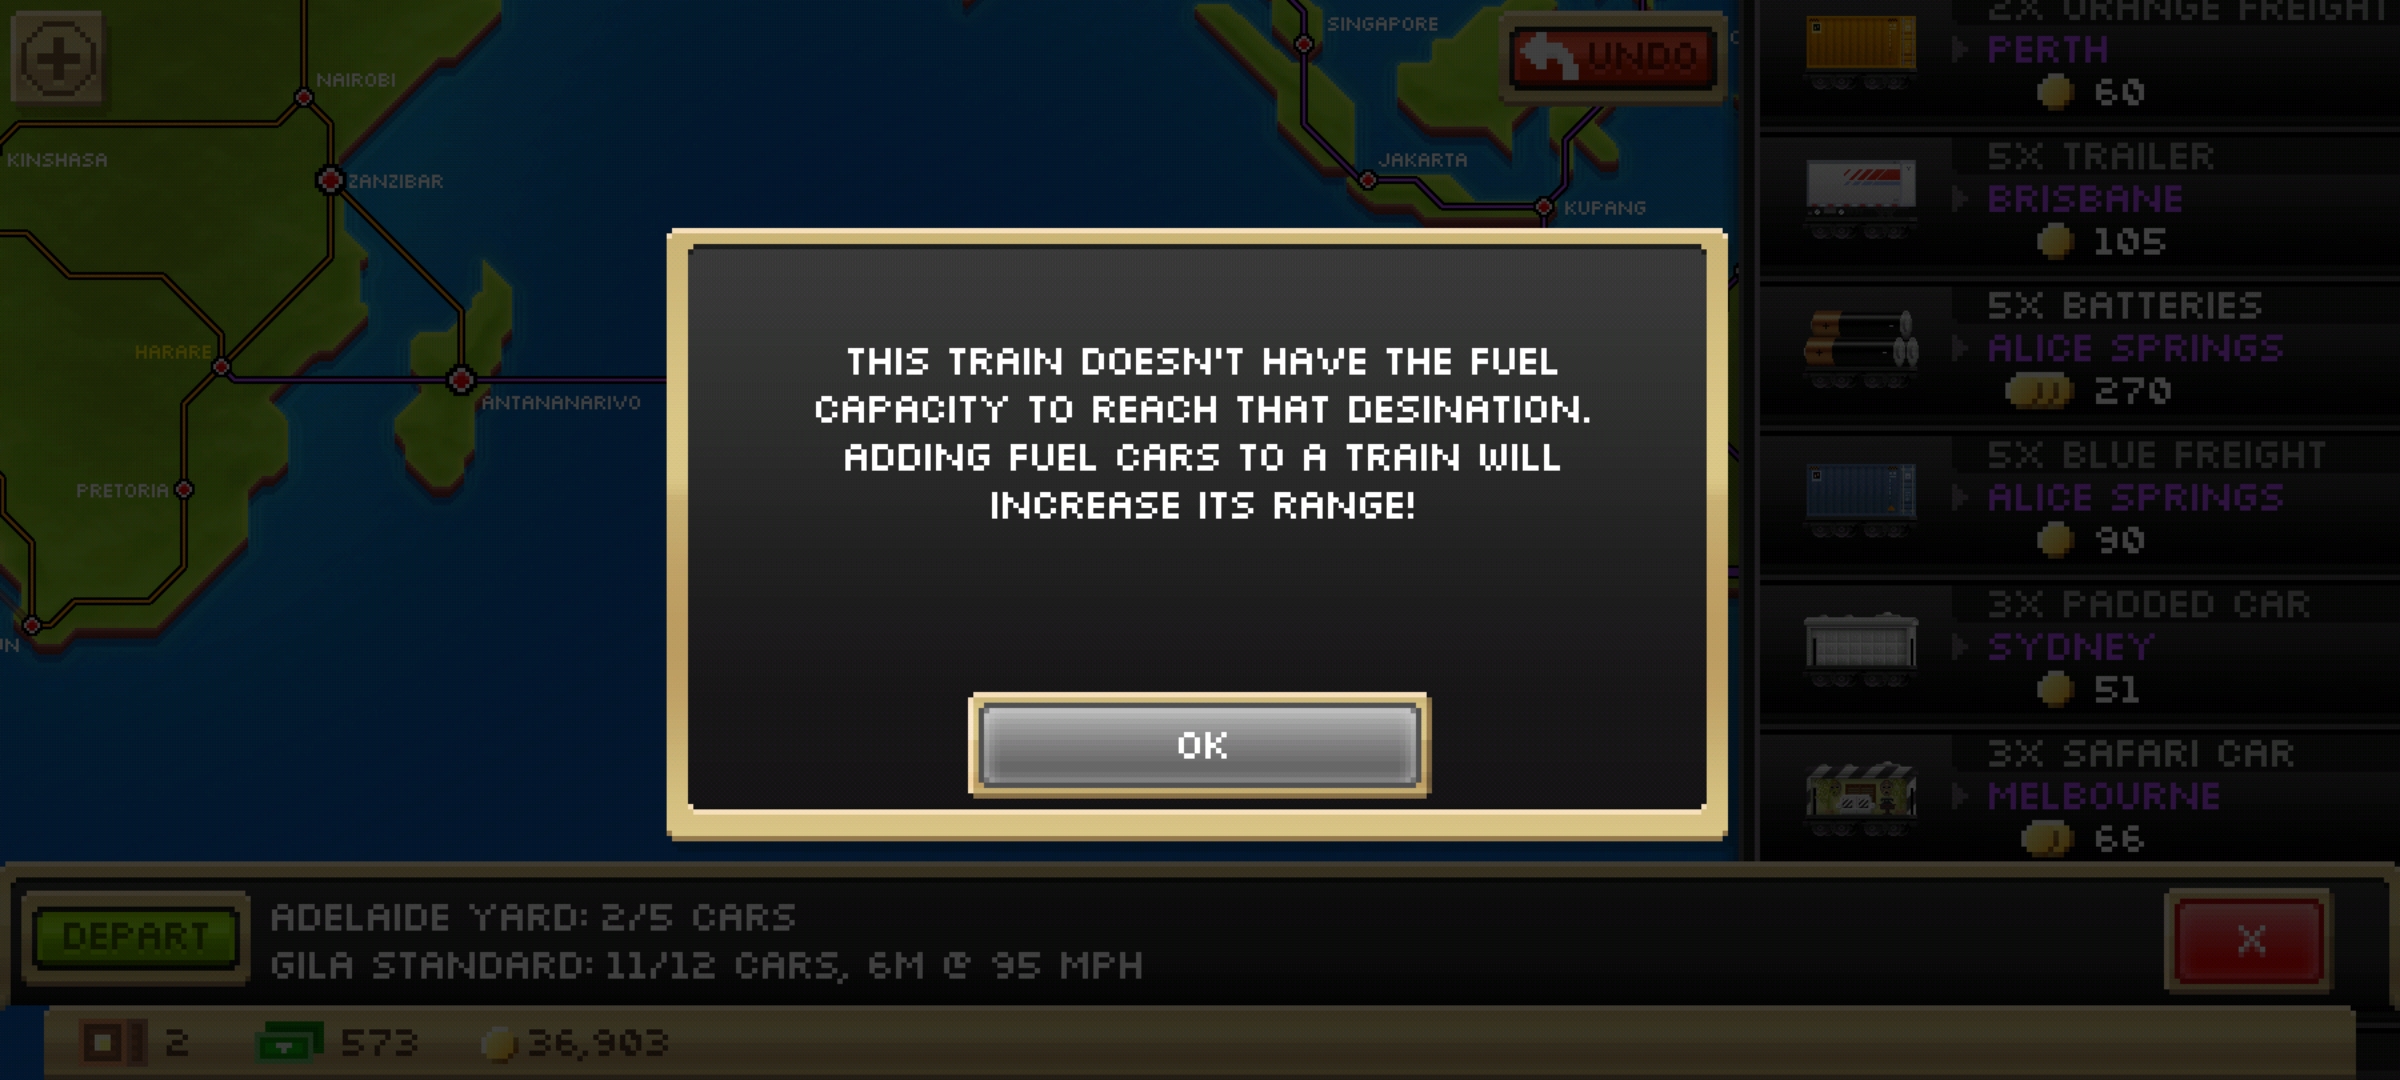 SINGAPORE
UNDO
NAIROBI
KINSHASA
ZANZIBAR
JAKARTA
KUPANG
HARARE
ANTANANARIVO
PRETORIA
2X ORANGE FREIGHT
PERTH
60
5X TRAILER
BRISBANE
105
5X BATTERIES
ALICE SPRINGS
270
5X BLUE FREIGHT
ALICE SPRINGS
90
3X PADDED CAR
SYDNEY
51
3X SAFARI CAR
MELBOURNE
66
THIS TRAIN DOESN'T HAVE THE FUEL
CAPACITY TO REACH THAT DESINATION.
ADDING FUEL CARS TO A TRAIN WILL
INCREASE ITS RANGE!
OK
DEPART
ADELAIDE YARD: 2/5 CARS
GILA STANDARD: 11/12 CARS, 6M @ 95 MPH
X
2
573
36,903